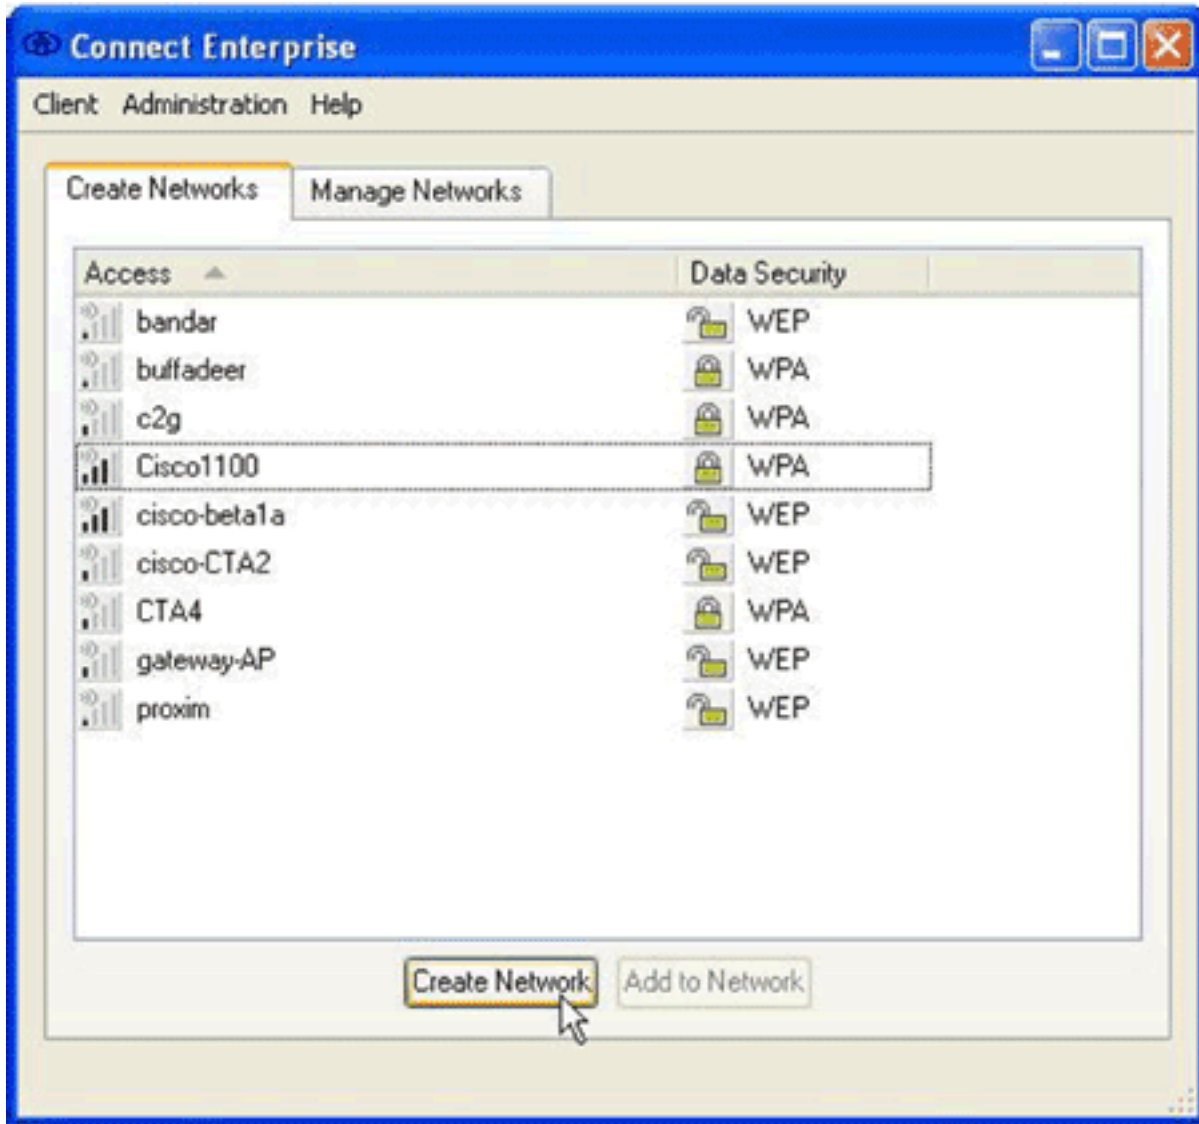 Connect Enterprise
Client Administration Help
Create Networks Manage Networks
Access Data Security
bandar WEP
buffadeer WPA
c2g WPA
Cisco1100 WPA
cisco-beta1a WEP
cisco-CTA2 WEP
CTA4 WPA
gateway-AP WEP
proxim WEP
Create Network Add to Network